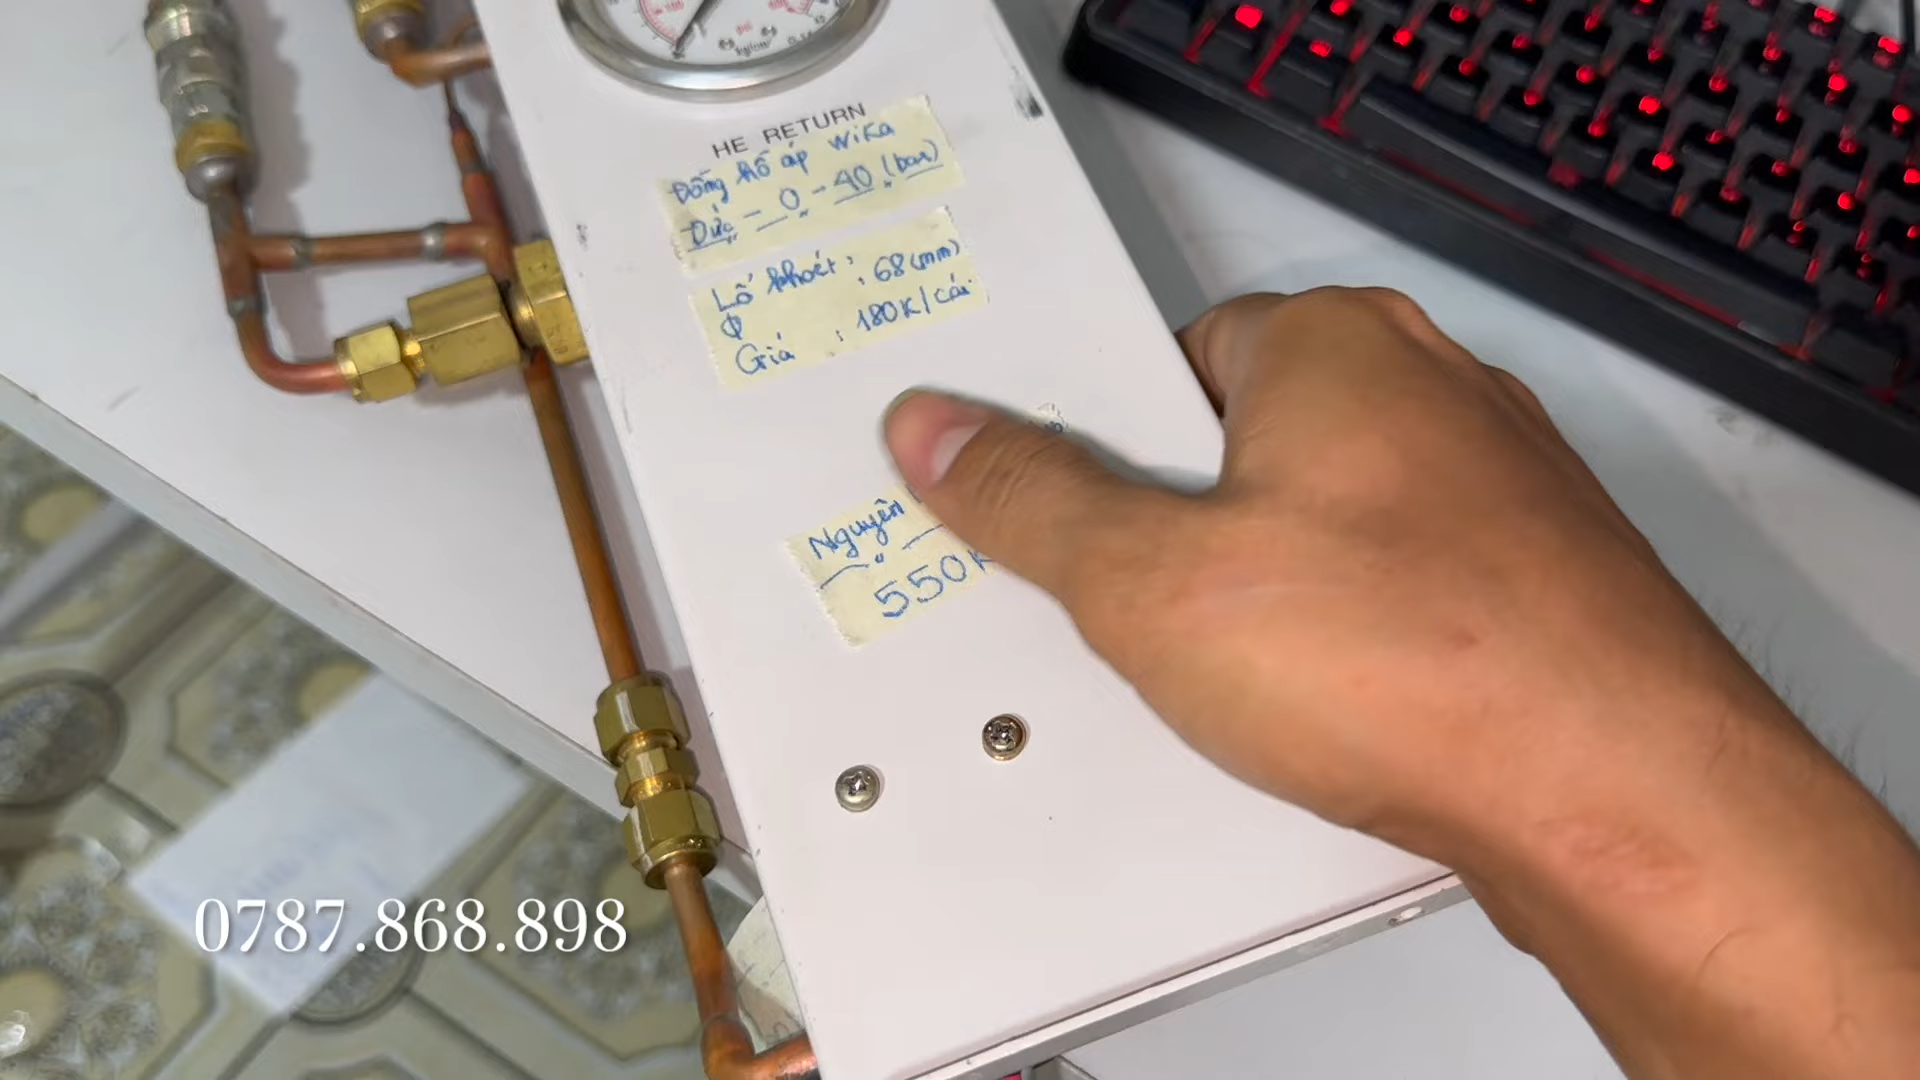 HE RETURN
Đồng hồ áp Wika
Đức - 0 - 40 (bar)
Lỗ khoét : 68 (mm)
Φ
Giá : 180K/cái
Nguyên
550K
0787.868.898